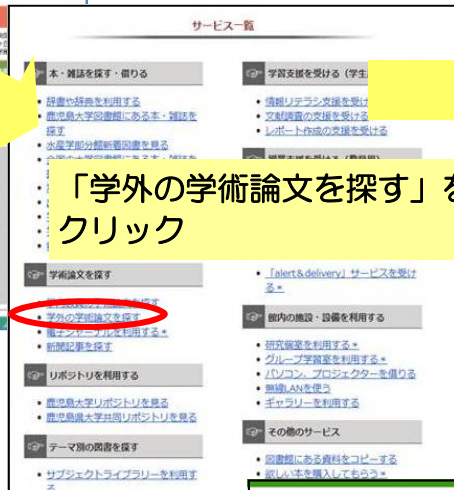 サービス一覧
本・雑誌を探す・借りる
辞書や辞典を利用する
鹿児島大学図書館にある本・雑誌を
探す
水産学部分館新着図書を見る
学術論文を探す
学外の学術論文を探す
電子ジャーナルを利用する*
新聞記事を探す
リポジトリを利用する
鹿児島大学リポジトリを見る
鹿児島県大学共同リポジトリを見る
テーマ別の図書を探す
サブジェクトライブラリーを利用す
る
学習支援を受ける（学生
情報リテラシ支援を受け
文献調査の支援を受ける
レポート作成の支援を受ける
「学外の学術論文を探す」を
クリック
「alert&delivery」サービスを受け
る*
館内の施設・設備を利用する
研究個室を利用する*
グループ学習室を利用する*
パソコン、プロジェクターを借りる
無線LANを使う
ギャラリーを利用する
その他のサービス
図書館にある資料をコピーする
欲しい本を購入してもらう*